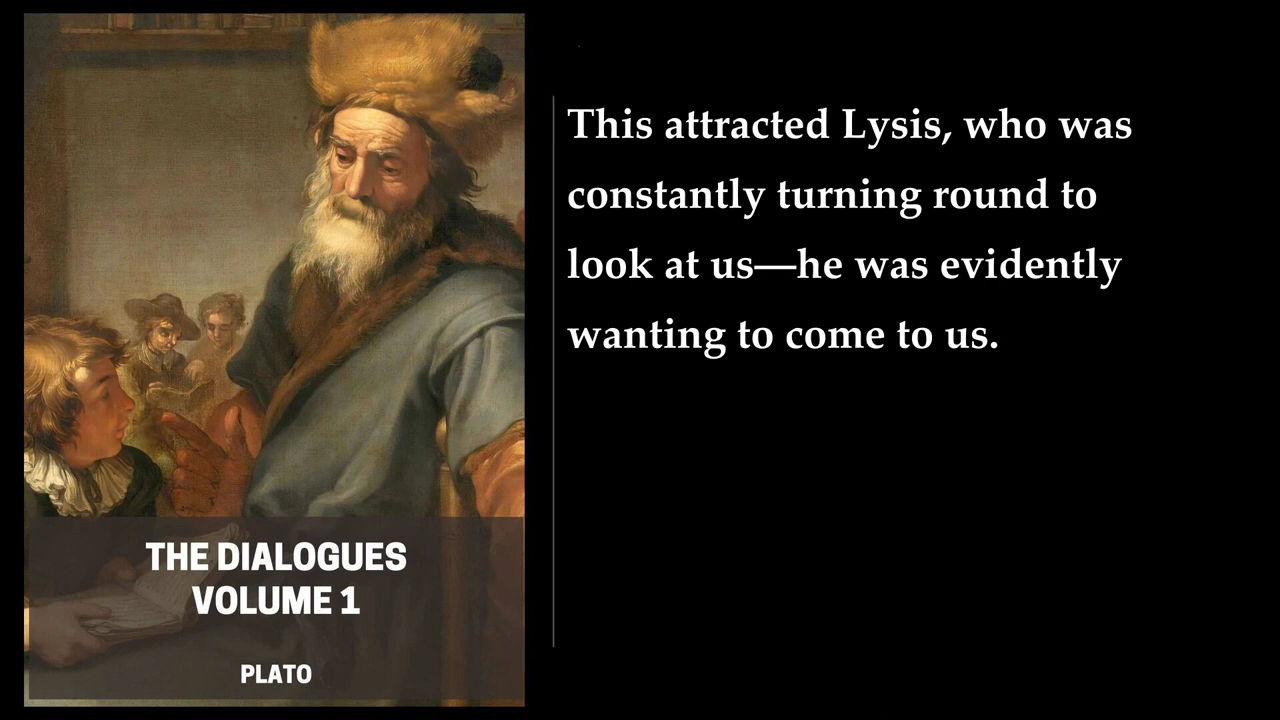 This attracted Lysis, who was
constantly turning round to
look at us—he was evidently
wanting to come to us.
THE DIALOGUES
VOLUME 1
PLATO